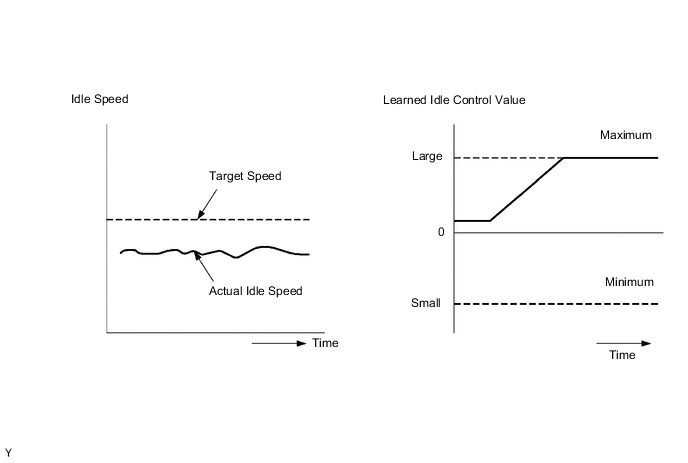 Idle Speed
Target Speed
Actual Idle Speed
Time
Learned Idle Control Value
Maximum
Large
0
Minimum
Small
Time
Y